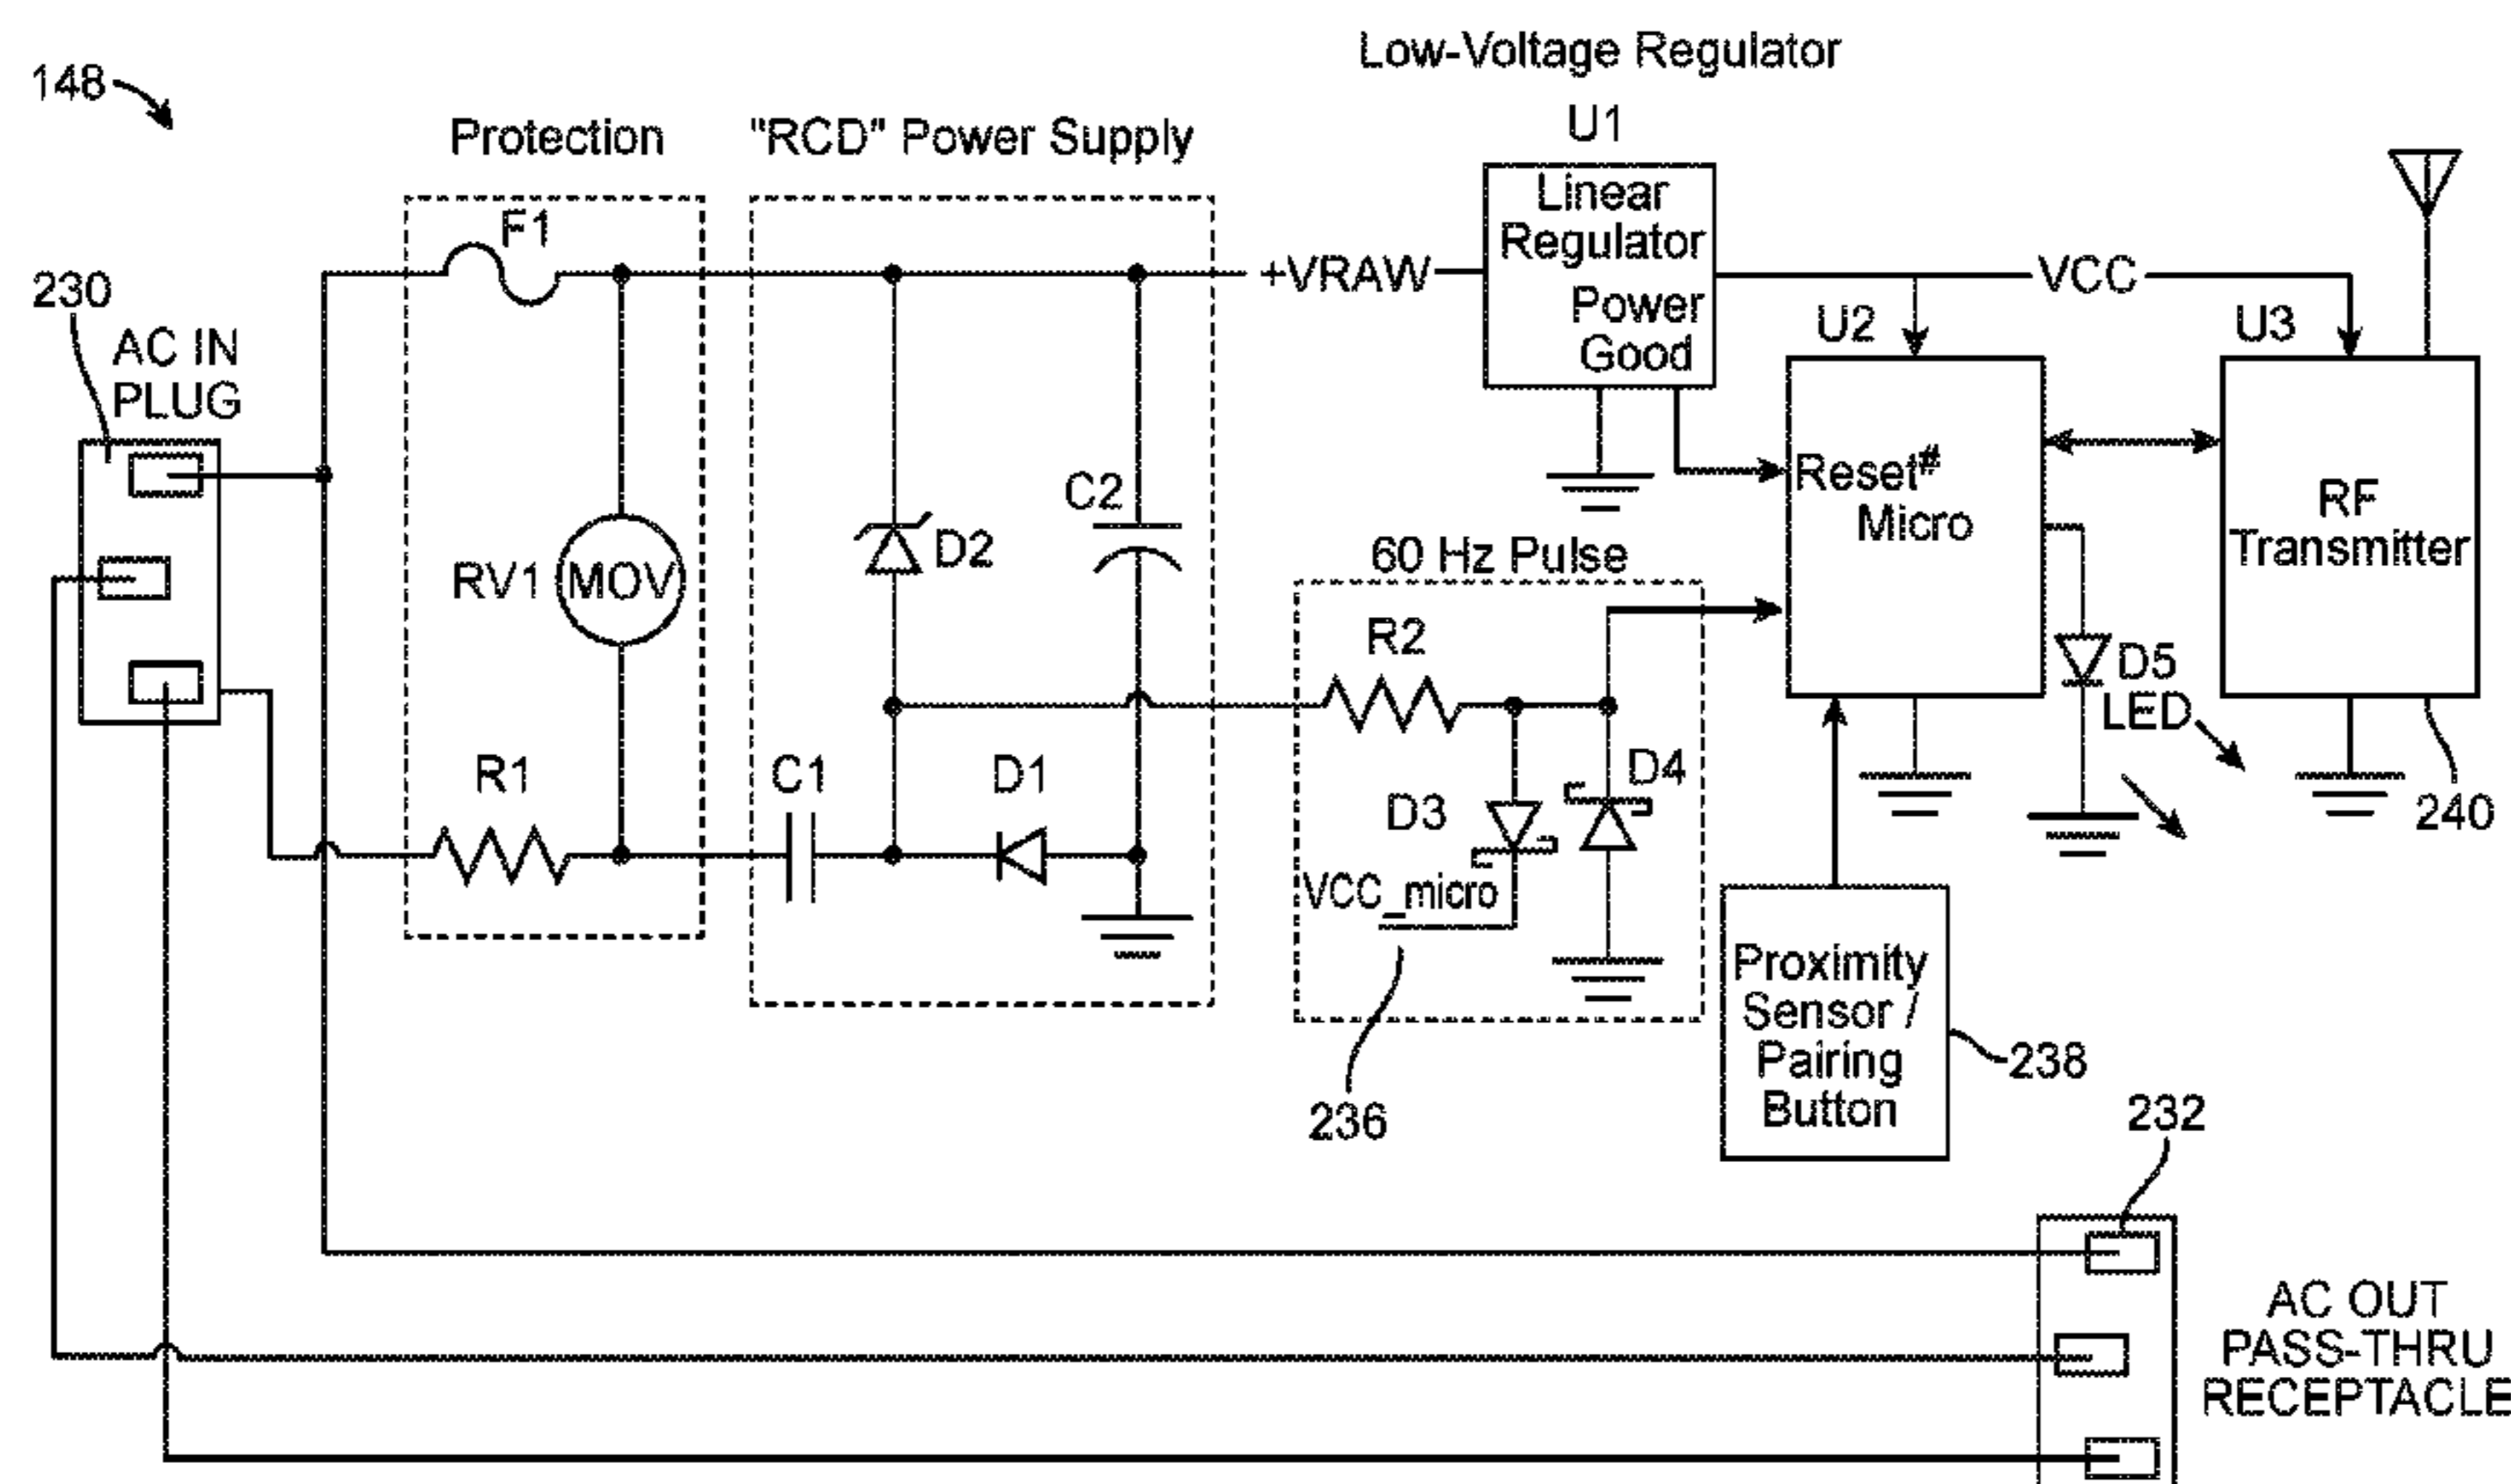 Low-Voltage Regulator
148
Protection
"RCD" Power Supply
U1
Linear
Regulator
Power
Good
F1
+VRAW
VCC
230
AC IN
PLUG
U2
U3
C2
Reset#
Micro
RF
Transmitter
D2
RV1
MOV
60 Hz Pulse
R2
D5
LED
R1
C1
D1
D3
D4
240
VCC_micro
Proximity
Sensor /
Pairing
Button
238
236
232
AC OUT
PASS-THRU
RECEPTACLE